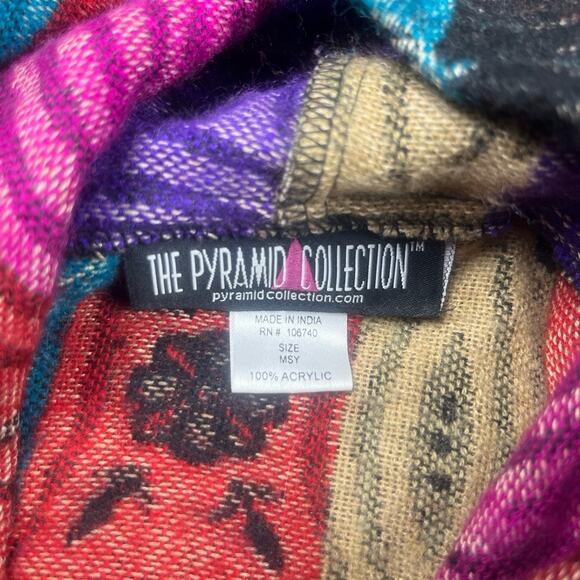 THE PYRAMID COLLECTION™
pyramidcollection.com
MADE IN INDIA
RN# 106740
SIZE
MSY
100% ACRYLIC